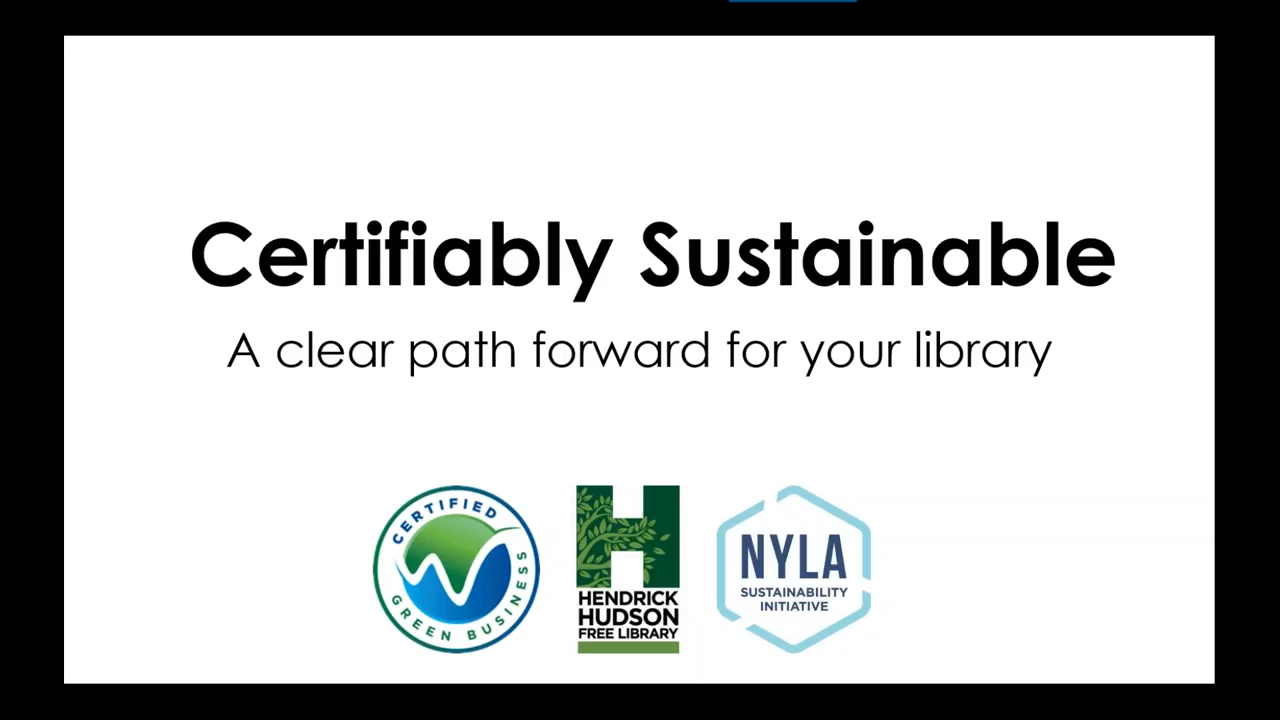 Certifiably Sustainable
A clear path forward for your library
CERTIFIED
GREEN BUSINESS
HENDRICK
HUDSON
FREE LIBRARY
NYLA
SUSTAINABILITY
INITIATIVE